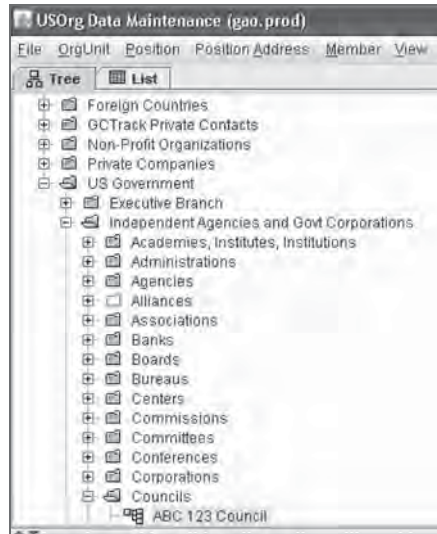 USOrg Data Maintenance (gao.prod)
File OrgUnit Position Position Address Member View
Tree List
Foreign Countries
GCTrack Private Contacts
Non-Profit Organizations
Private Companies
US Government
Executive Branch
Independent Agencies and Govt Corporations
Academies, Institutes, Institutions
Administrations
Agencies
Alliances
Associations
Banks
Boards
Bureaus
Centers
Commissions
Committees
Conferences
Corporations
Councils
ABC 123 Council